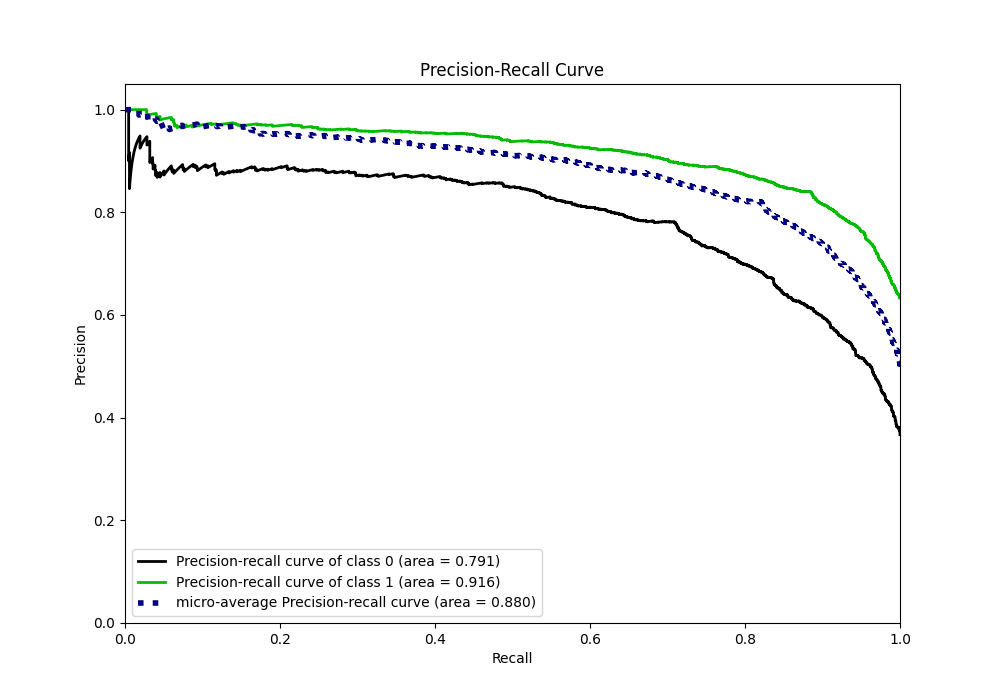 Precision-Recall Curve
1.0
0.8
0.6
0.4
0.2
0.0
Precision
Precision-recall curve of class 0 (area = 0.791)
Precision-recall curve of class 1 (area = 0.916)
micro-average Precision-recall curve (area = 0.880)
0.0 0.2 0.4 0.6 0.8 1.0
Recall